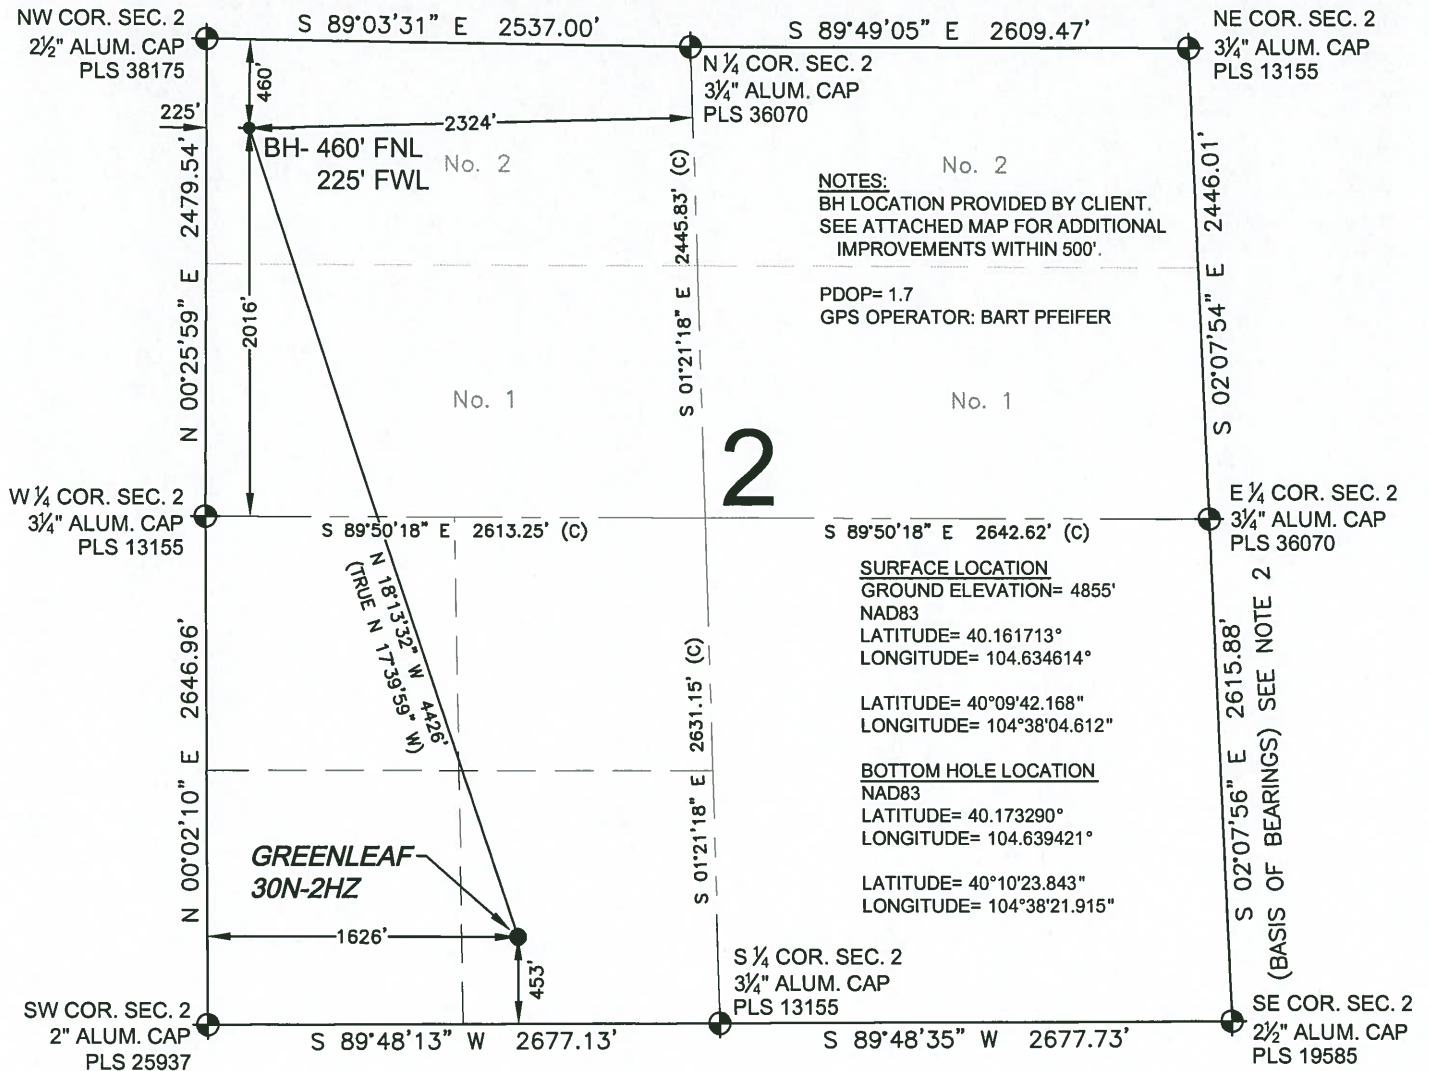 NW COR. SEC. 2
2½" ALUM. CAP
PLS 38175
S 89°03'31" E 2537.00'
S 89°49'05" E 2609.47'
NE COR. SEC. 2
3¼" ALUM. CAP
PLS 13155
N ¼ COR. SEC. 2
3¼" ALUM. CAP
PLS 36070
460'
225'
2324'
BH- 460' FNL
225' FWL
No. 2
No. 2
NOTES:
BH LOCATION PROVIDED BY CLIENT.
SEE ATTACHED MAP FOR ADDITIONAL
IMPROVEMENTS WITHIN 500'.
PDOP= 1.7
GPS OPERATOR: BART PFEIFER
N 00°25'59" E 2479.54'
2016'
S 01°21'18" E 2445.83' (C)
S 02°07'54" E 2446.01'
No. 1
No. 1
2
W ¼ COR. SEC. 2
3¼" ALUM. CAP
PLS 13155
S 89°50'18" E 2613.25' (C)
S 89°50'18" E 2642.62' (C)
E ¼ COR. SEC. 2
3¼" ALUM. CAP
PLS 36070
N 18°13'32" W 4426'
(TRUE N 17°39'59" W)
SURFACE LOCATION
GROUND ELEVATION= 4855'
NAD83
LATITUDE= 40.161713°
LONGITUDE= 104.634614°
LATITUDE= 40°09'42.168"
LONGITUDE= 104°38'04.612"
BOTTOM HOLE LOCATION
NAD83
LATITUDE= 40.173290°
LONGITUDE= 104.639421°
LATITUDE= 40°10'23.843"
LONGITUDE= 104°38'21.915"
N 00°02'10" E 2646.96'
S 01°21'18" E 2631.15' (C)
S 02°07'56" E 2615.88'
(BASIS OF BEARINGS) SEE NOTE 2
GREENLEAF
30N-2HZ
1626'
453'
S ¼ COR. SEC. 2
3¼" ALUM. CAP
PLS 13155
SW COR. SEC. 2
2" ALUM. CAP
PLS 25937
S 89°48'13" W 2677.13'
S 89°48'35" W 2677.73'
SE COR. SEC. 2
2½" ALUM. CAP
PLS 19585